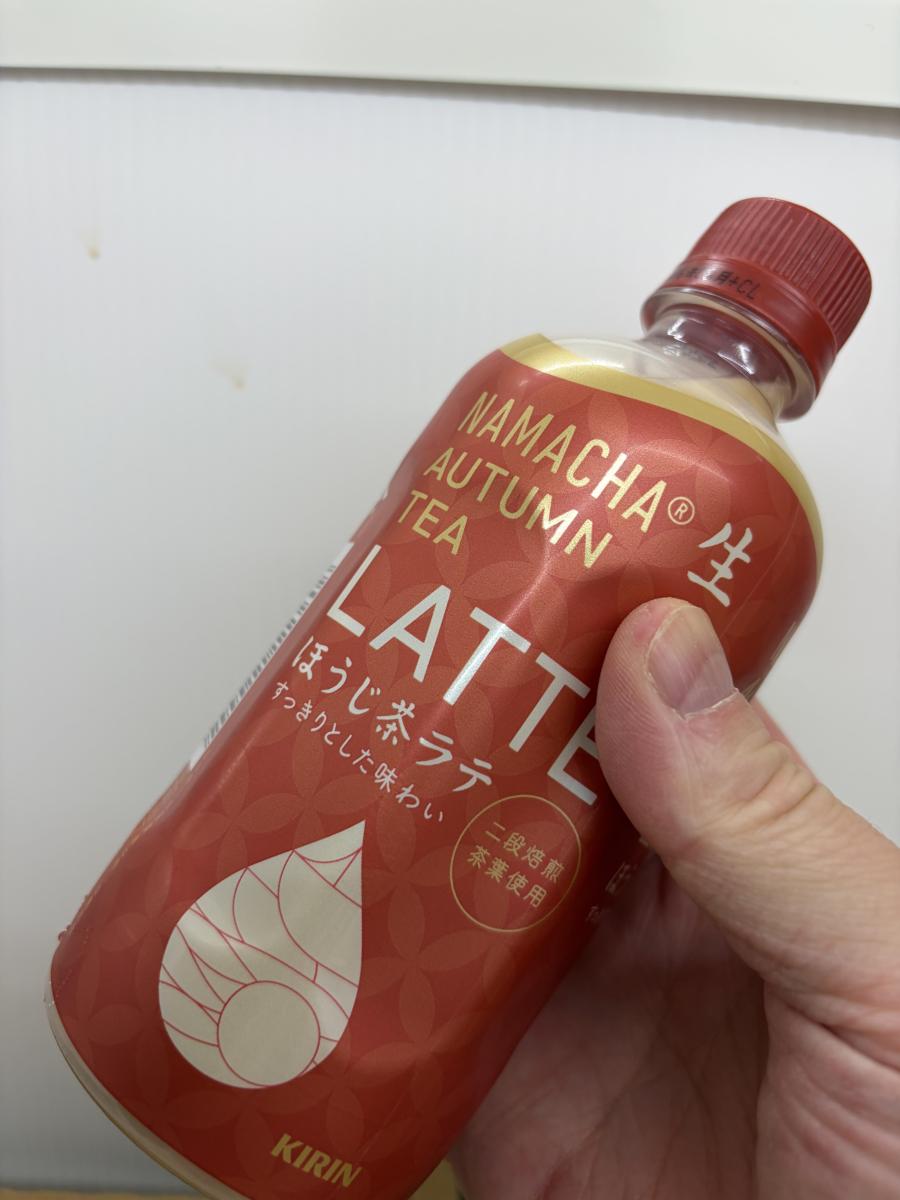 NAMACHA®
AUTUMN
TEA
生
LATTE
ほうじ茶ラテ
すっきりとした味わい
二段焙煎
茶葉使用
KIRIN